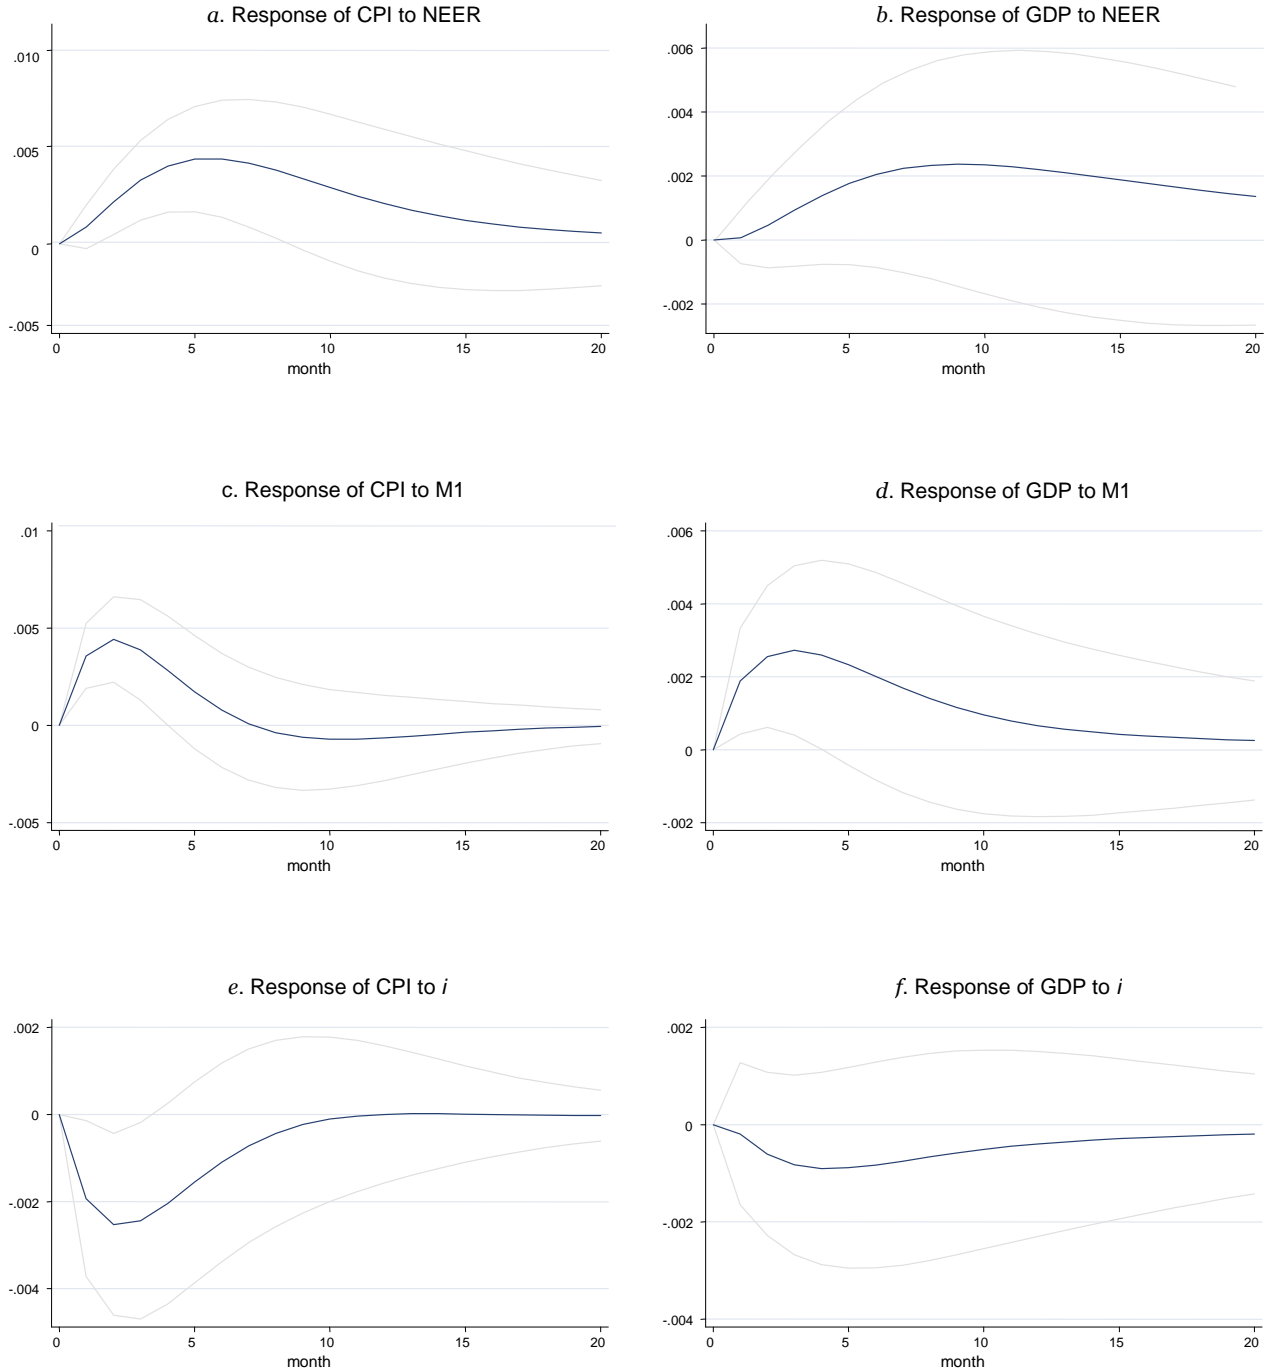 a. Response of CPI to NEER
.010
.005
0
-.005
0 5 10 15 20
month
b. Response of GDP to NEER
.006
.004
.002
0
-.002
0 5 10 15 20
month
c. Response of CPI to M1
.01
.005
0
-.005
0 5 10 15 20
month
d. Response of GDP to M1
.006
.004
.002
0
-.002
0 5 10 15 20
month
e. Response of CPI to i
.002
0
-.002
-.004
0 5 10 15 20
month
f. Response of GDP to i
.002
0
-.002
-.004
0 5 10 15 20
month